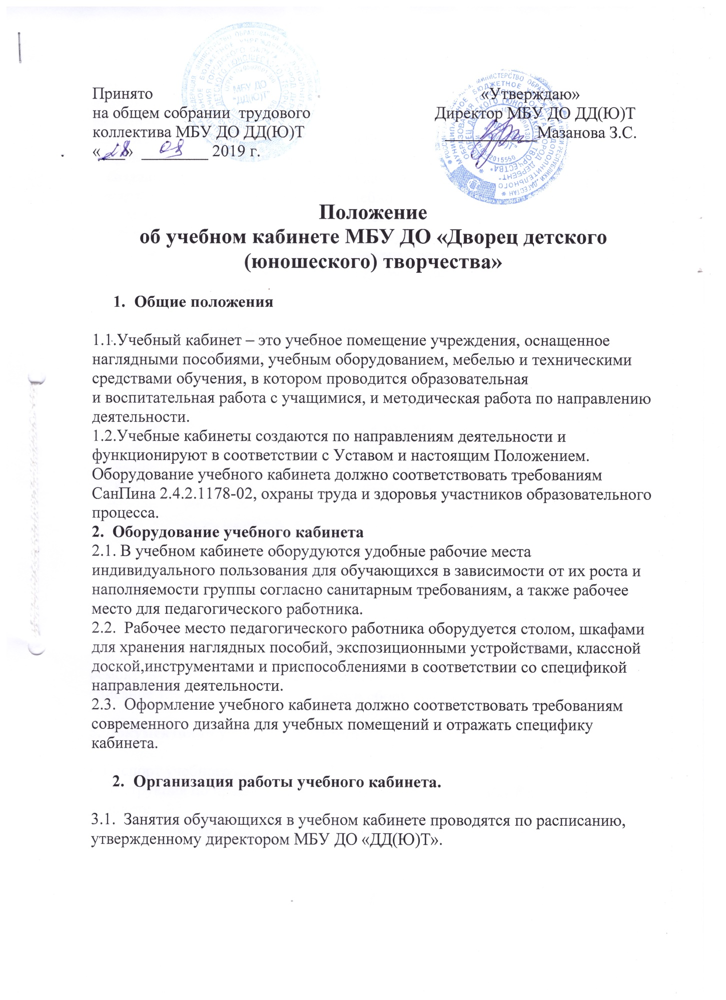 Принято
на общем собрании трудового
коллектива МБУ ДО ДД(Ю)Т
«28» 08 2019 г.
«Утверждаю»
Директор МБУ ДО ДД(Ю)Т
____________Мазанова З.С.
МБУ ДО
"ДД(Ю)Т"
Положение
об учебном кабинете МБУ ДО «Дворец детского
(юношеского) творчества»
1. Общие положения
1.1.Учебный кабинет – это учебное помещение учреждения, оснащенное
наглядными пособиями, учебным оборудованием, мебелью и техническими
средствами обучения, в котором проводится образовательная
и воспитательная работа с учащимися, и методическая работа по направлению
деятельности.
1.2.Учебные кабинеты создаются по направлениям деятельности и
функционируют в соответствии с Уставом и настоящим Положением.
Оборудование учебного кабинета должно соответствовать требованиям
СанПина 2.4.2.1178-02, охраны труда и здоровья участников образовательного
процесса.
2. Оборудование учебного кабинета
2.1. В учебном кабинете оборудуются удобные рабочие места
индивидуального пользования для обучающихся в зависимости от их роста и
наполняемости группы согласно санитарным требованиям, а также рабочее
место для педагогического работника.
2.2. Рабочее место педагогического работника оборудуется столом, шкафами
для хранения наглядных пособий, экспозиционными устройствами, классной
доской,инструментами и приспособлениями в соответствии со спецификой
направления деятельности.
2.3. Оформление учебного кабинета должно соответствовать требованиям
современного дизайна для учебных помещений и отражать специфику
кабинета.
2. Организация работы учебного кабинета.
3.1. Занятия обучающихся в учебном кабинете проводятся по расписанию,
утвержденному директором МБУ ДО «ДД(Ю)Т».